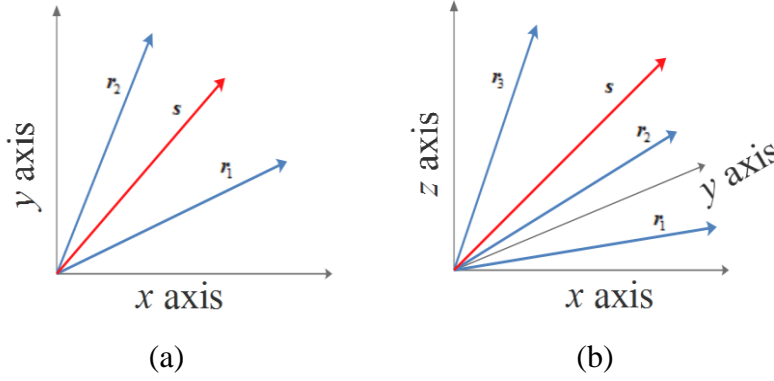 r₂
s
r₁
y axis
x axis
(a)
r₃
s
r₂
r₁
z axis
y axis
x axis
(b)